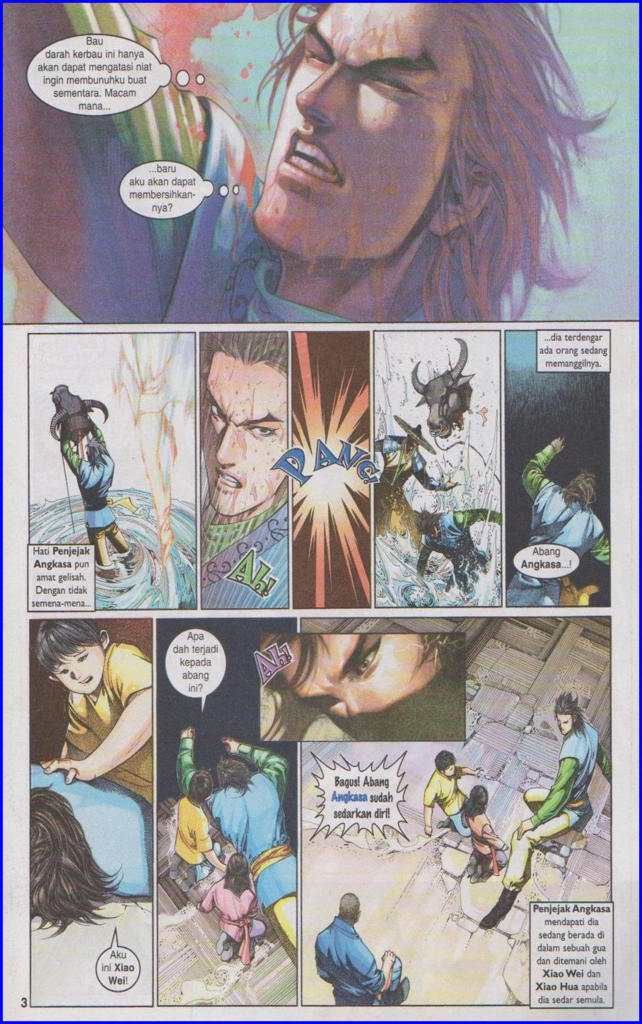 Bau
darah kerbau ini hanya
akan dapat mengatasi niat
ingin membunuhku buat
sementara. Macam
mana...
...baru
aku akan dapat
membersihkan-
nya?
Hati Penjejak
Angkasa pun
amat gelisah.
Dengan tidak
semena-mena...
Ah!
PANG
...dia terdengar
ada orang sedang
memanggilnya.
Abang
Angkasa...!
Aku
ini Xiao
Wei!
Apa
dah terjadi
kepada
abang
ini?
Ah!
Bagus! Abang
Angkasa sudah
sedarkan diri!
Penjejak Angkasa
mendapati dia
sedang berada di
dalam sebuah gua
dan ditemani oleh
Xiao Wei dan
Xiao Hua apabila
dia sedar semula.
3